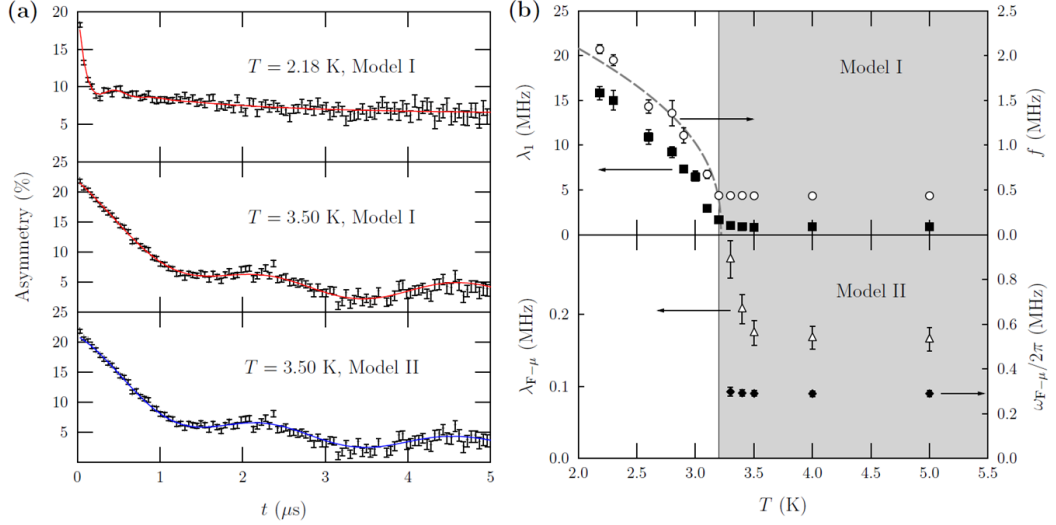 (a)
20
15
10
5
25
T = 2.18 K, Model I
20
15
10
5
25
T = 3.50 K, Model I
20
15
10
5
T = 3.50 K, Model II
Asymmetry (%)
0 1 2 3 4 5
t (μs)
(b)
25
20
15
10
5
0
λ1 (MHz)
2.5
2.0
1.5
1.0
0.5
0.0
f (MHz)
Model I
0.2
0.1
0.0
λF−μ (MHz)
0.8
0.6
0.4
0.2
0.0
ωF−μ/2π (MHz)
Model II
2.0 2.5 3.0 3.5 4.0 4.5 5.0 5.5
T (K)